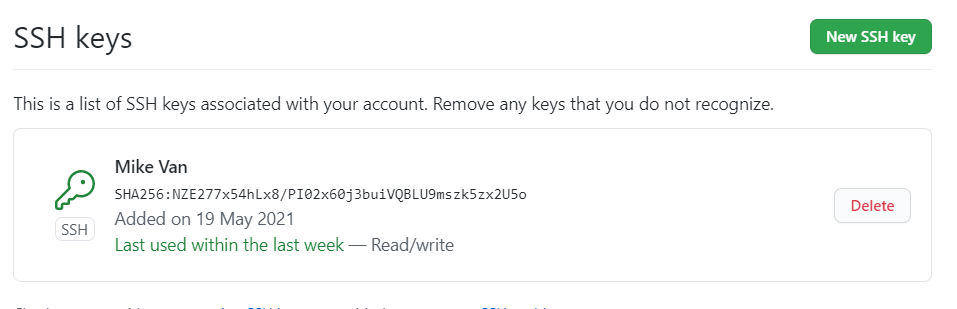 SSH keys
New SSH key
This is a list of SSH keys associated with your account. Remove any keys that you do not recognize.
Mike Van
SHA256:NZE277x54hLx8/PI02x60j3buiVQBLU9mszk5zx2U5o
Added on 19 May 2021
Last used within the last week — Read/write
SSH
Delete